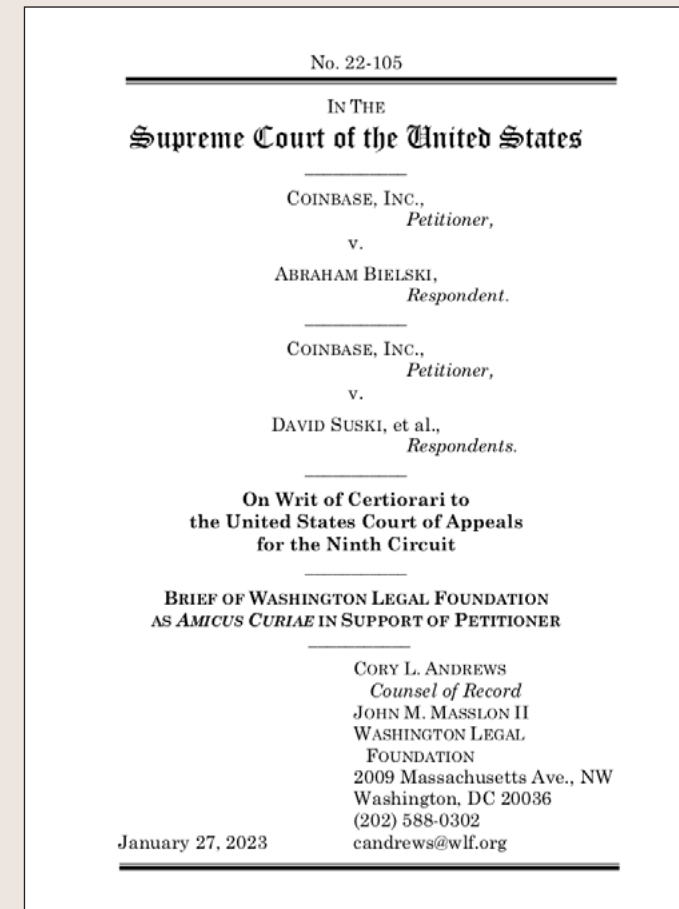 No. 22-105
IN THE
Supreme Court of the United States
COINBASE, INC.,
Petitioner,
v.
ABRAHAM BIELSKI,
Respondent.
COINBASE, INC.,
Petitioner,
v.
DAVID SUSKI, et al.,
Respondents.
On Writ of Certiorari to
the United States Court of Appeals
for the Ninth Circuit
BRIEF OF WASHINGTON LEGAL FOUNDATION
AS AMICUS CURIAE IN SUPPORT OF PETITIONER
CORY L. ANDREWS
Counsel of Record
JOHN M. MASSLON II
WASHINGTON LEGAL
FOUNDATION
2009 Massachusetts Ave., NW
Washington, DC 20036
(202) 588-0302
January 27, 2023 candrews@wlf.org